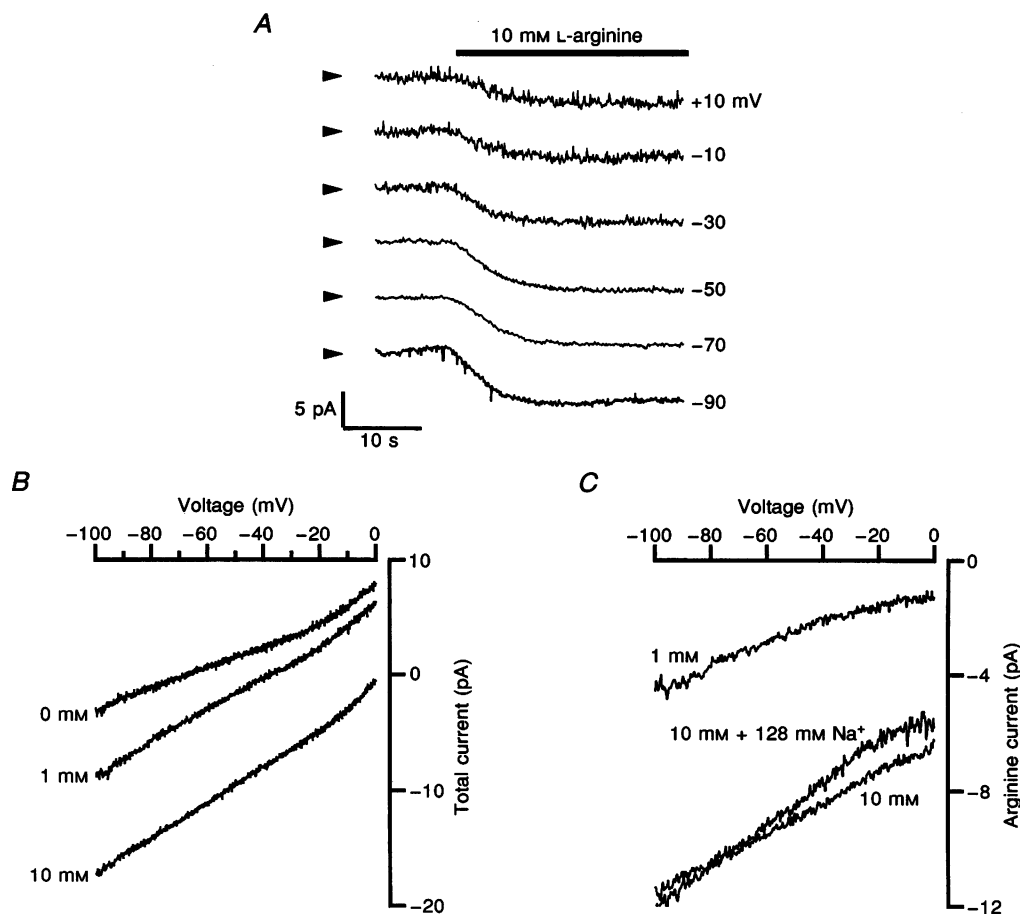 A
10 mM L-arginine
+10 mV
−10
−30
−50
−70
−90
5 pA
10 s
B
Voltage (mV)
−100 −80 −60 −40 −20 0
10
0
−10
−20
Total current (pA)
0 mM
1 mM
10 mM
C
Voltage (mV)
−100 −80 −60 −40 −20 0
0
−4
−8
−12
Arginine current (pA)
1 mM
10 mM + 128 mM Na⁺
10 mM